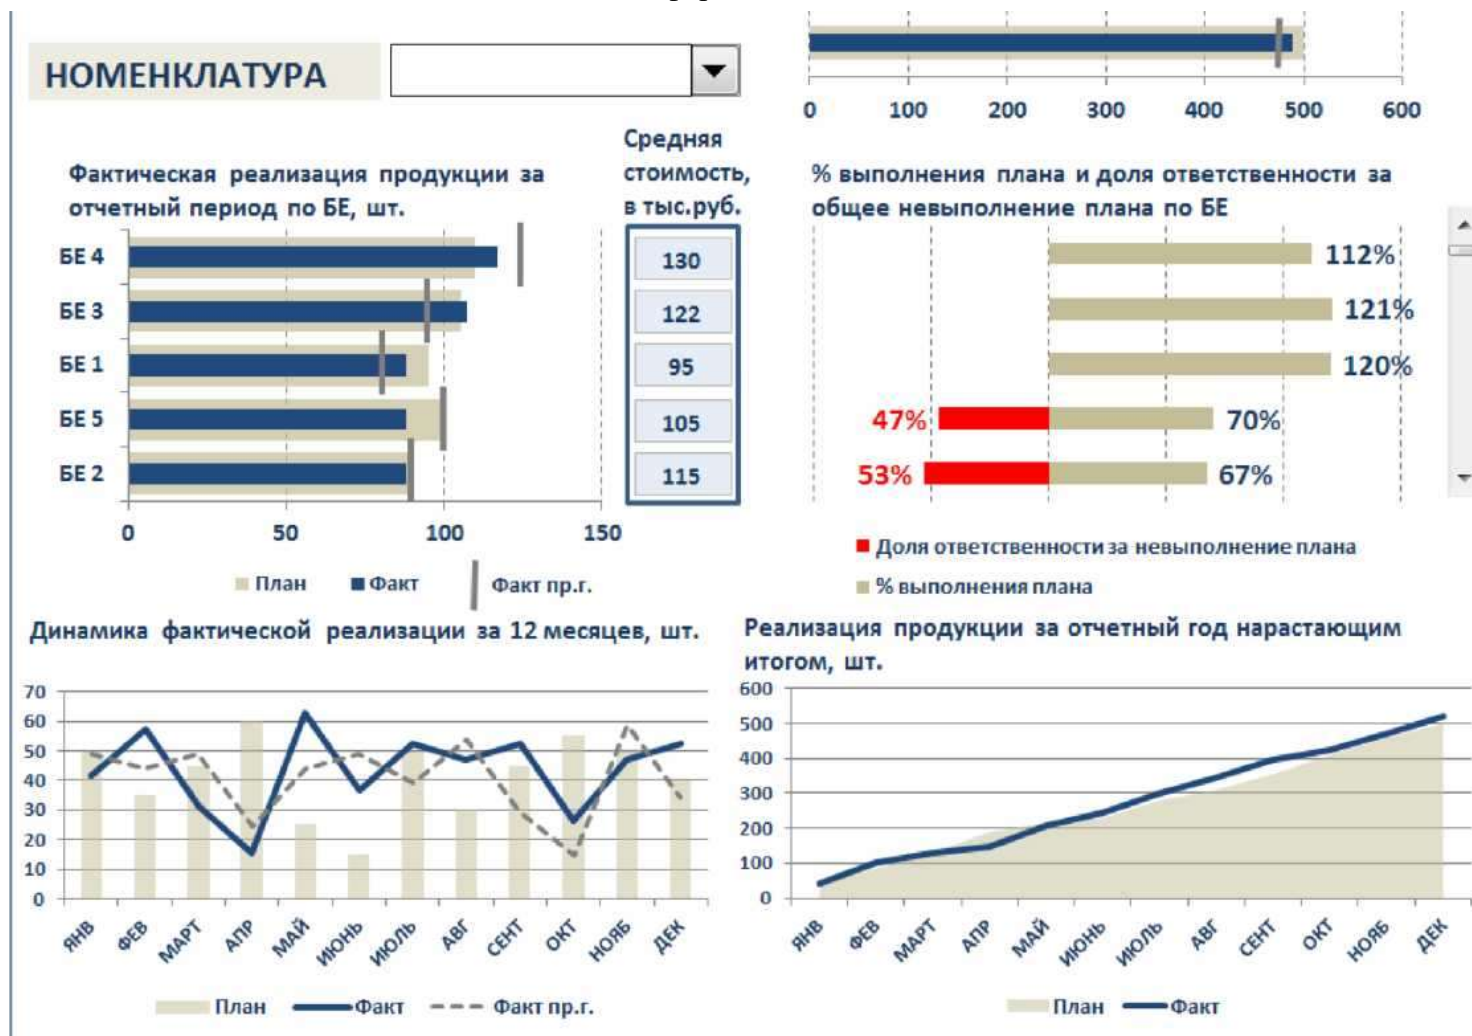 НОМЕНКЛАТУРА
0 100 200 300 400 500 600
Фактическая реализация продукции за
отчетный период по БЕ, шт.
Средняя
стоимость,
в тыс.руб.
БЕ 4
БЕ 3
БЕ 1
БЕ 5
БЕ 2
130
122
95
105
115
0 50 100 150
План Факт Факт пр.г.
% выполнения плана и доля ответственности за
общее невыполнение плана по БЕ
112%
121%
120%
47% 70%
53% 67%
Доля ответственности за невыполнение плана
% выполнения плана
Динамика фактической реализации за 12 месяцев, шт.
70
60
50
40
30
20
10
0
ЯНВ ФЕВ МАРТ АПР МАЙ ИЮНЬ ИЮЛЬ АВГ СЕНТ ОКТ НОЯБ ДЕК
План Факт Факт пр.г.
Реализация продукции за отчетный год нарастающим
итогом, шт.
600
500
400
300
200
100
0
ЯНВ ФЕВ МАРТ АПР МАЙ ИЮНЬ ИЮЛЬ АВГ СЕНТ ОКТ НОЯБ ДЕК
План Факт